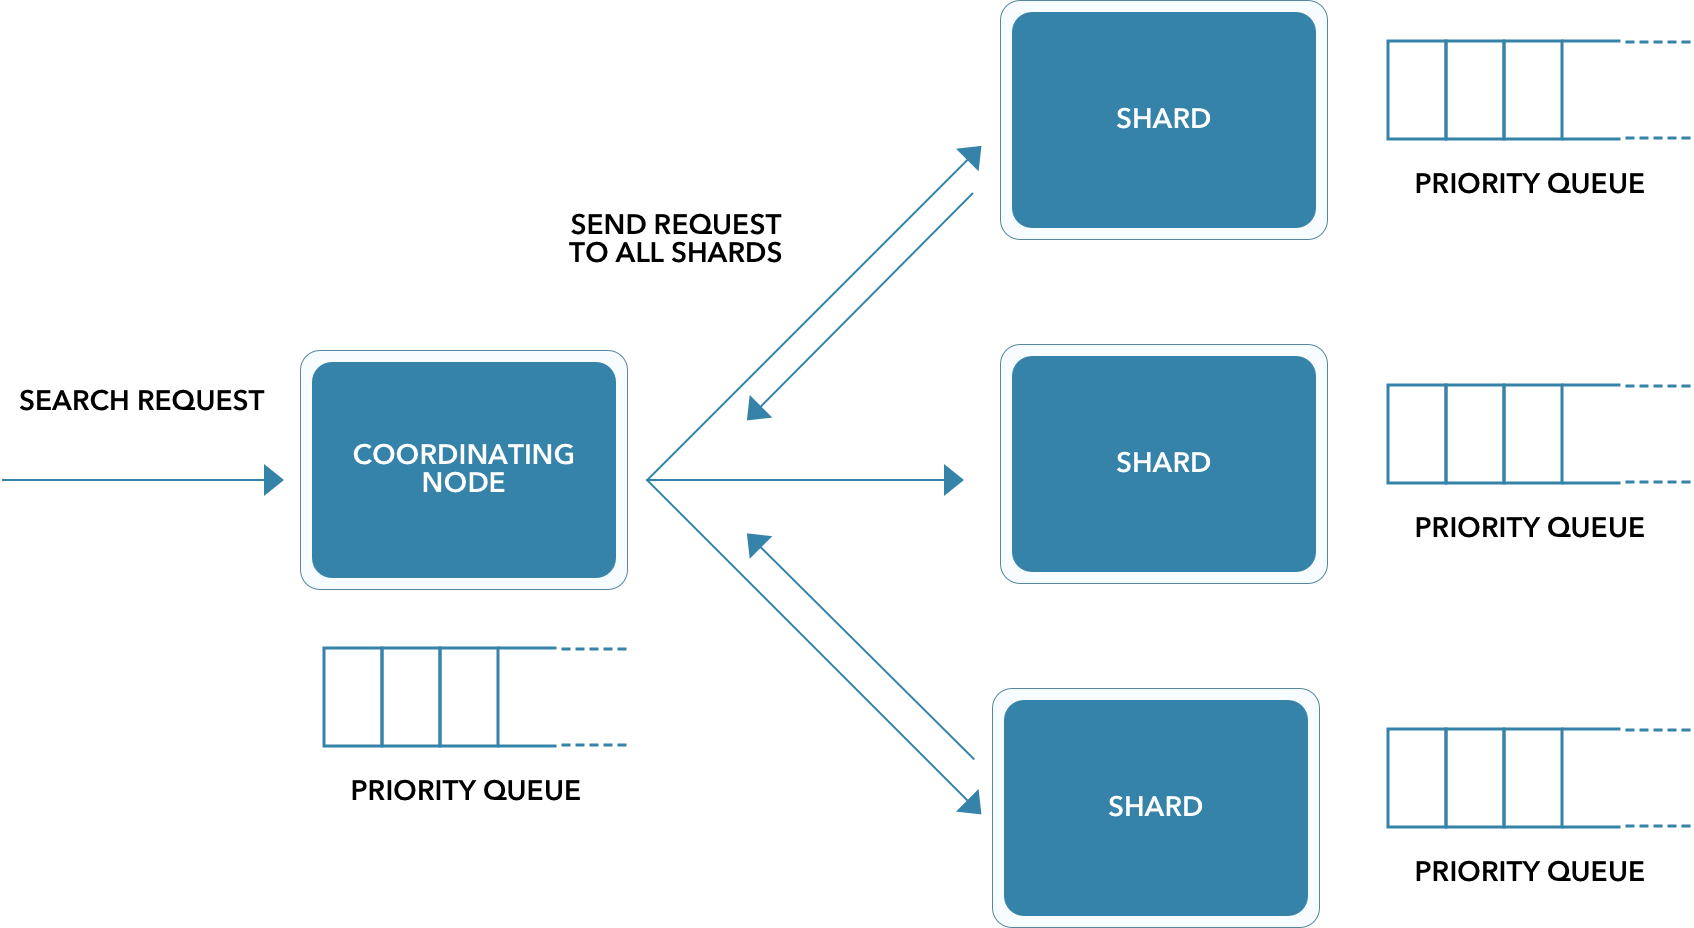 SHARD
PRIORITY QUEUE
SEND REQUEST
TO ALL SHARDS
SEARCH REQUEST
COORDINATING
NODE
SHARD
PRIORITY QUEUE
PRIORITY QUEUE
SHARD
PRIORITY QUEUE